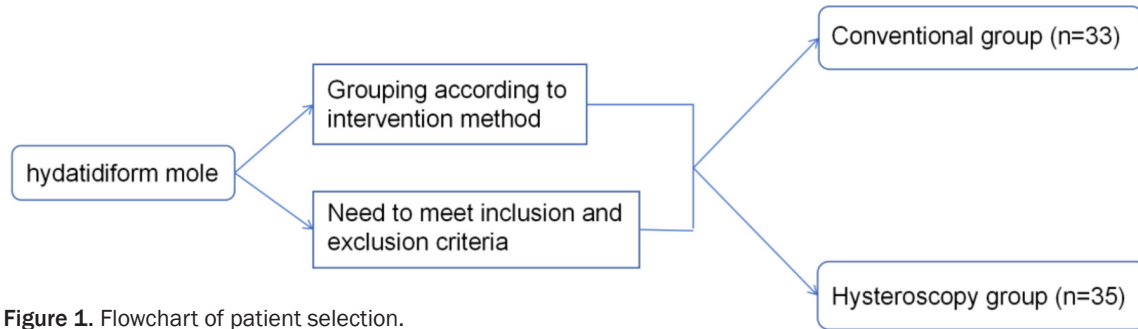 hydatidiform mole
Grouping according to
intervention method
Need to meet inclusion and
exclusion criteria
Conventional group (n=33)
Hysteroscopy group (n=35)
Figure 1. Flowchart of patient selection.